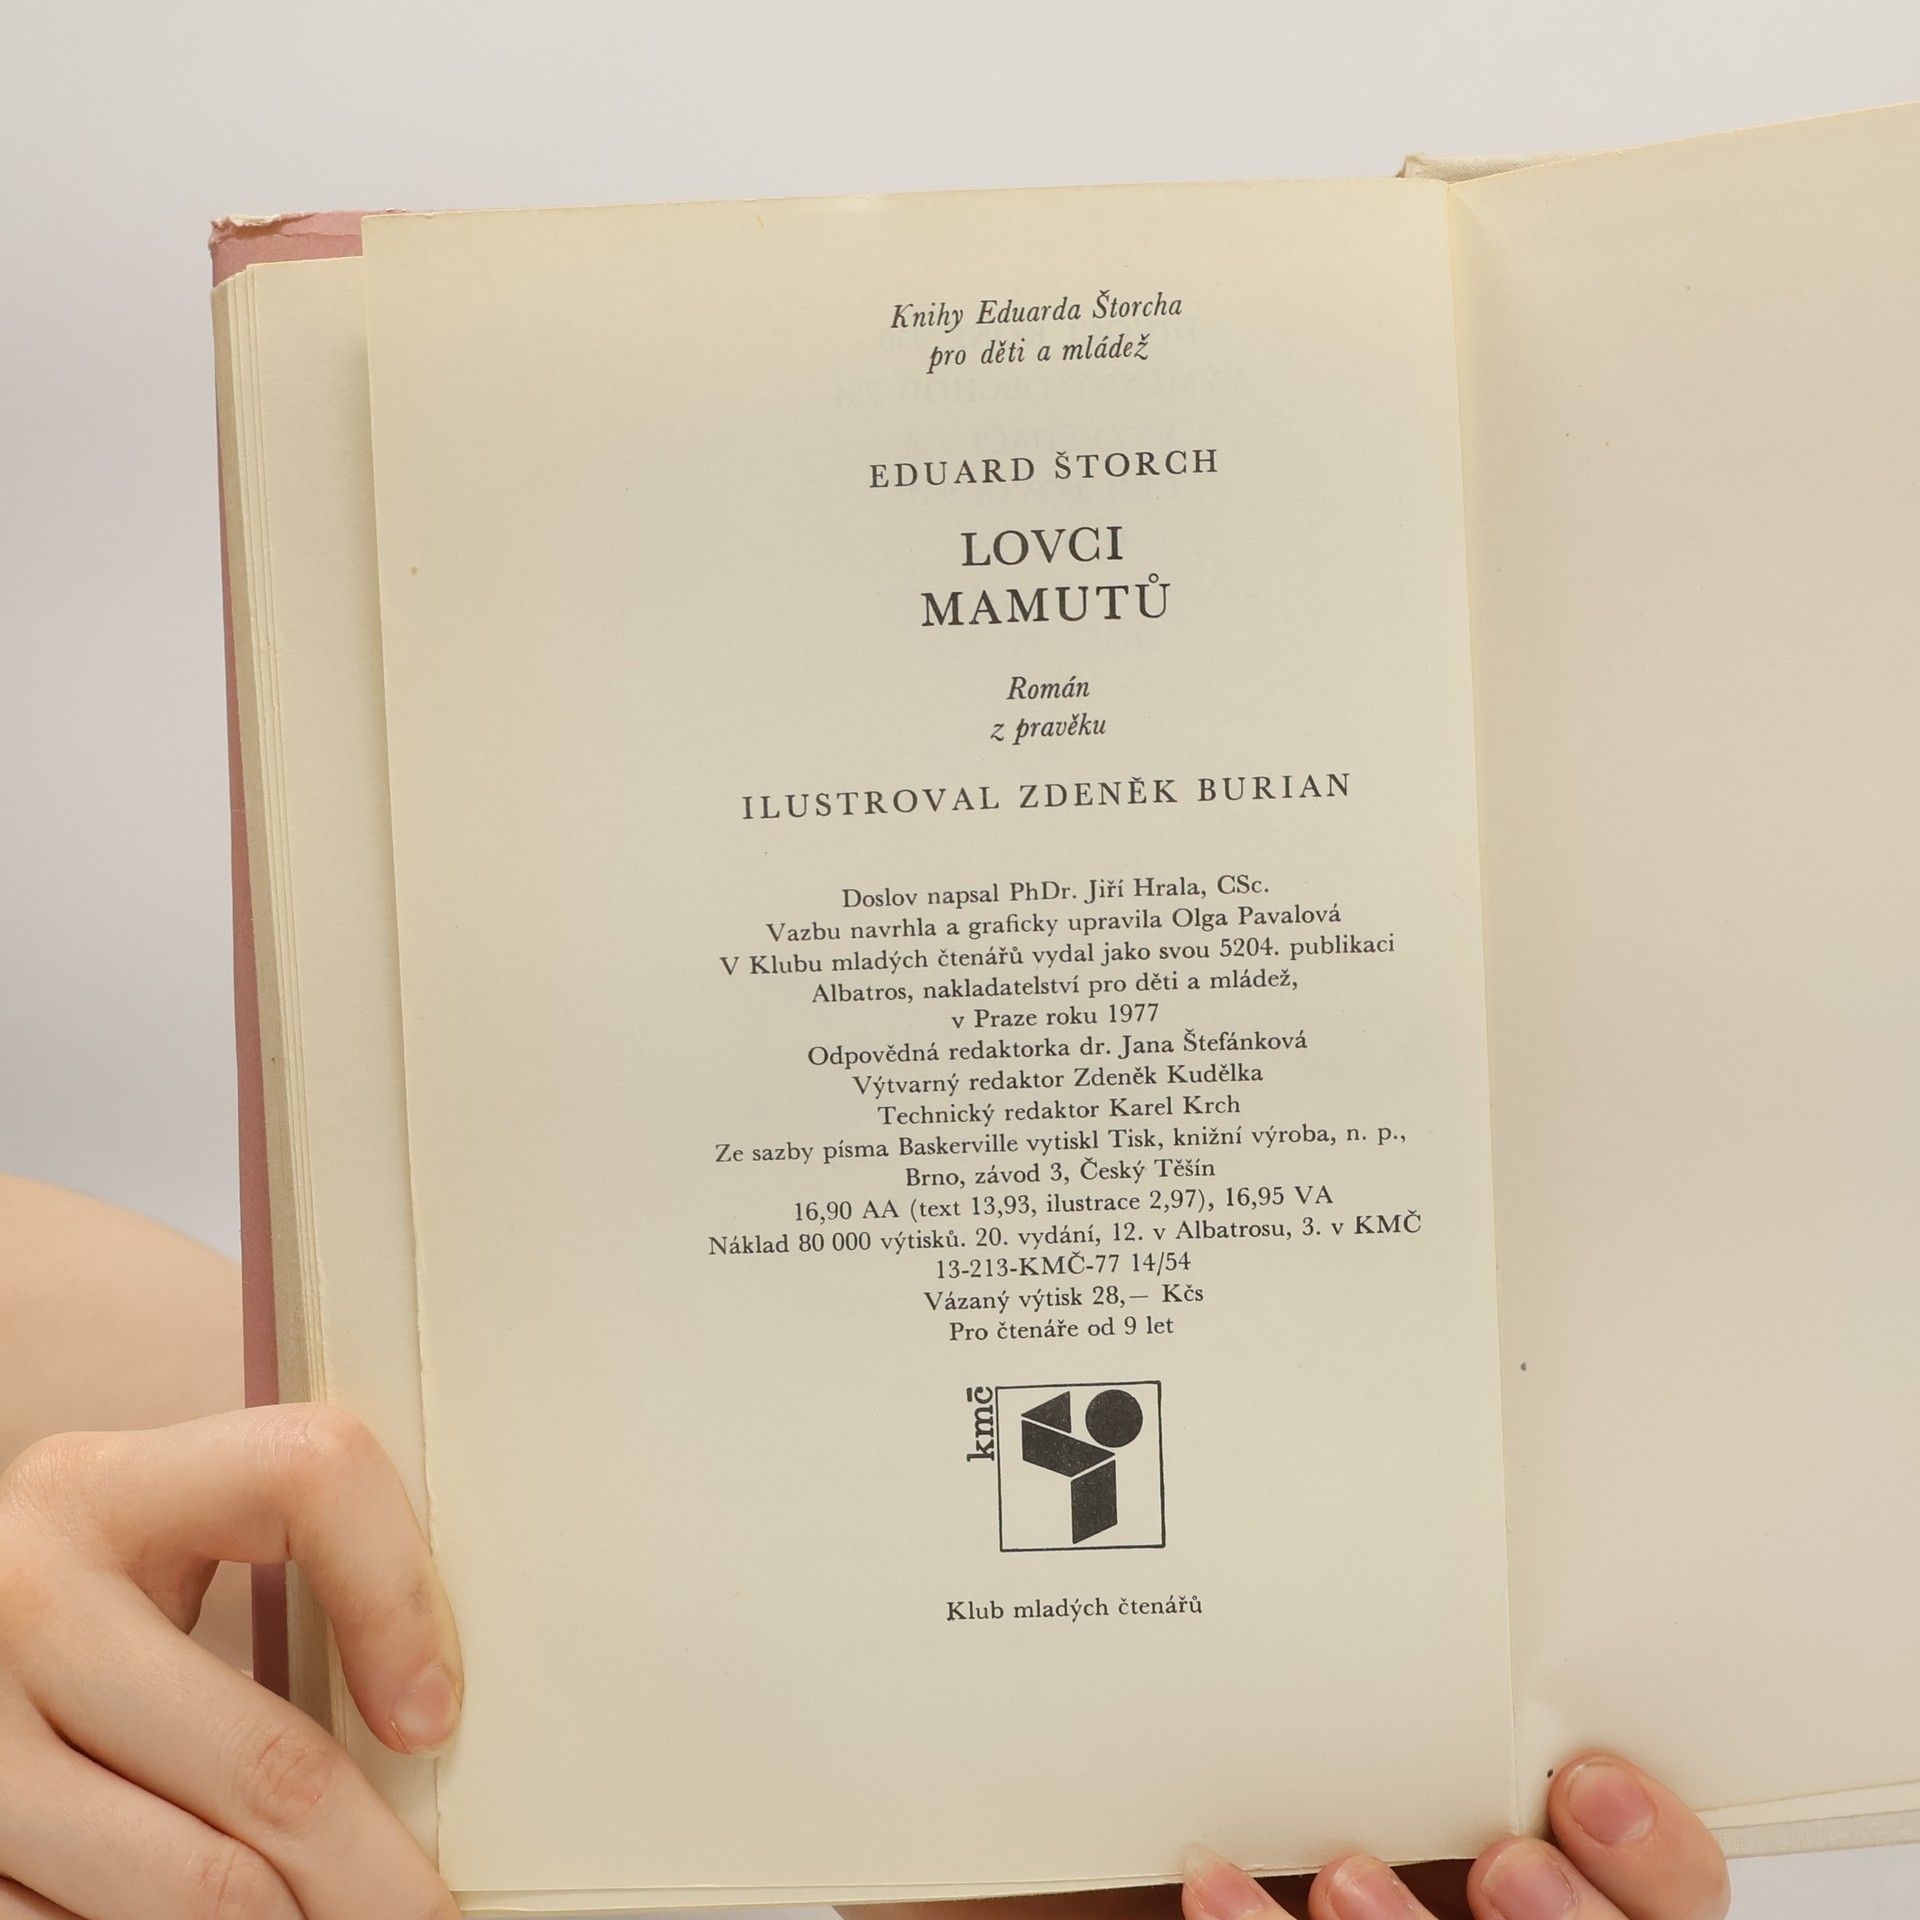 Knihy Eduarda Štorcha
pro děti a mládež
EDUARD ŠTORCH
LOVCI
MAMUTŮ
Román
z pravěku
ILUSTROVAL ZDENĚK BURIAN
Doslov napsal PhDr. Jiří Hrala, CSc.
Vazbu navrhla a graficky upravila Olga Pavalová
V Klubu mladých čtenářů vydal jako svou 5204. publikaci
Albatros, nakladatelství pro děti a mládež,
v Praze roku 1977
Odpovědná redaktorka dr. Jana Štefánková
Výtvarný redaktor Zdeněk Kudělka
Technický redaktor Karel Krch
Ze sazby písma Baskerville vytiskl Tisk, knižní výroba, n. p.,
Brno, závod 3, Český Těšín
16,90 AA (text 13,93, ilustrace 2,97), 16,95 VA
Náklad 80 000 výtisků. 20. vydání, 12. v Albatrosu, 3. v KMČ
13-213-KMČ-77 14/54
Vázaný výtisk 28,— Kčs
Pro čtenáře od 9 let
kmč
Klub mladých čtenářů